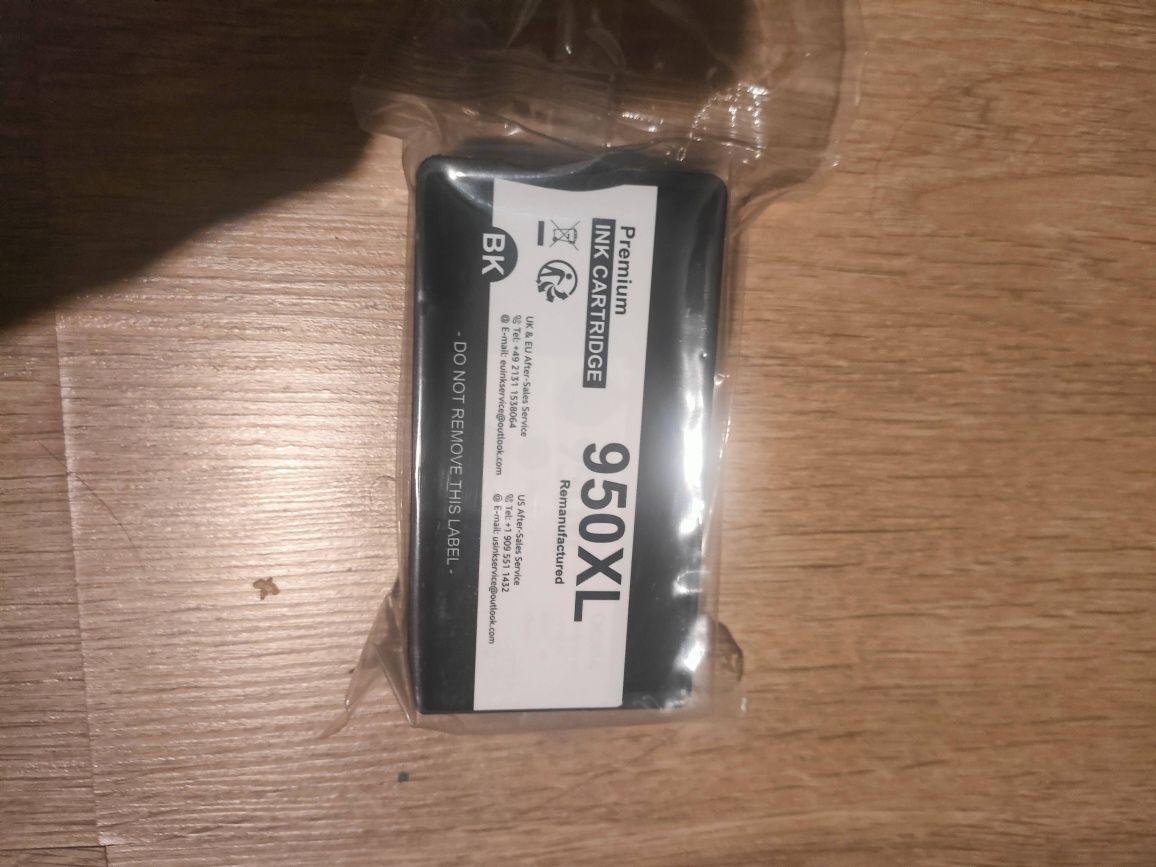 Premium
INK CARTRIDGE
950XL
Remanufactured
UK & EU After-Sales Service
Tel: +49 2131 1538064
@ E-mail: euinkservice@outlook.com
US After-Sales Service
Tel: +1 909 551 1432
@ E-mail: usinkservice@outlook.com
BK
- DO NOT REMOVE THIS LABEL -